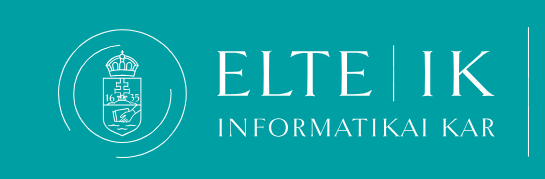 16 35
ELTE | IK
INFORMATIKAI KAR